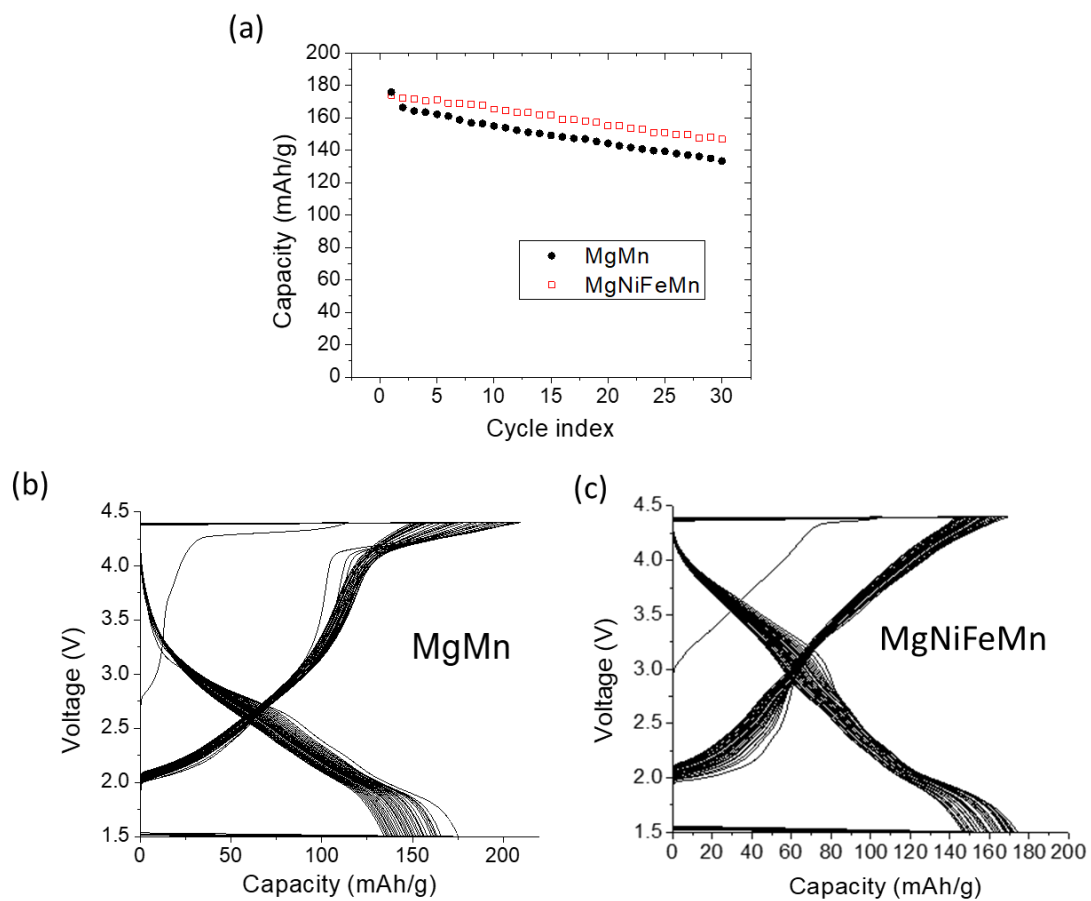 (a)
200
180
160
140
120
100
80
60
40
20
0
Capacity (mAh/g)
MgMn
MgNiFeMn
0 5 10 15 20 25 30
Cycle index
(b)
4.5
4.0
3.5
3.0
2.5
2.0
1.5
Voltage (V)
MgMn
0 50 100 150 200
Capacity (mAh/g)
(c)
4.5
4.0
3.5
3.0
2.5
2.0
1.5
Voltage (V)
MgNiFeMn
0 20 40 60 80 100 120 140 160 180 200
Capacity (mAh/g)